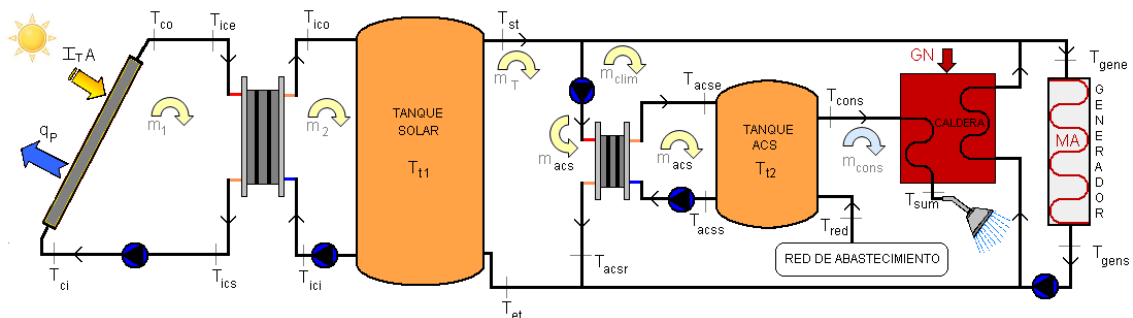 I_T A
q_P
T_co
T_ice
m_1
T_ci
T_ics
T_ico
m_2
T_ici
TANQUE
SOLAR
T_t1
T_st
m_T
T_et
m_clim
m_acs
T_acsr
T_acse
m_acs
T_acss
TANQUE
ACS
T_t2
T_cons
m_cons
T_red
RED DE ABASTECIMIENTO
GN
CALDERA
T_sum
T_gene
GENERADOR
MA
T_gens